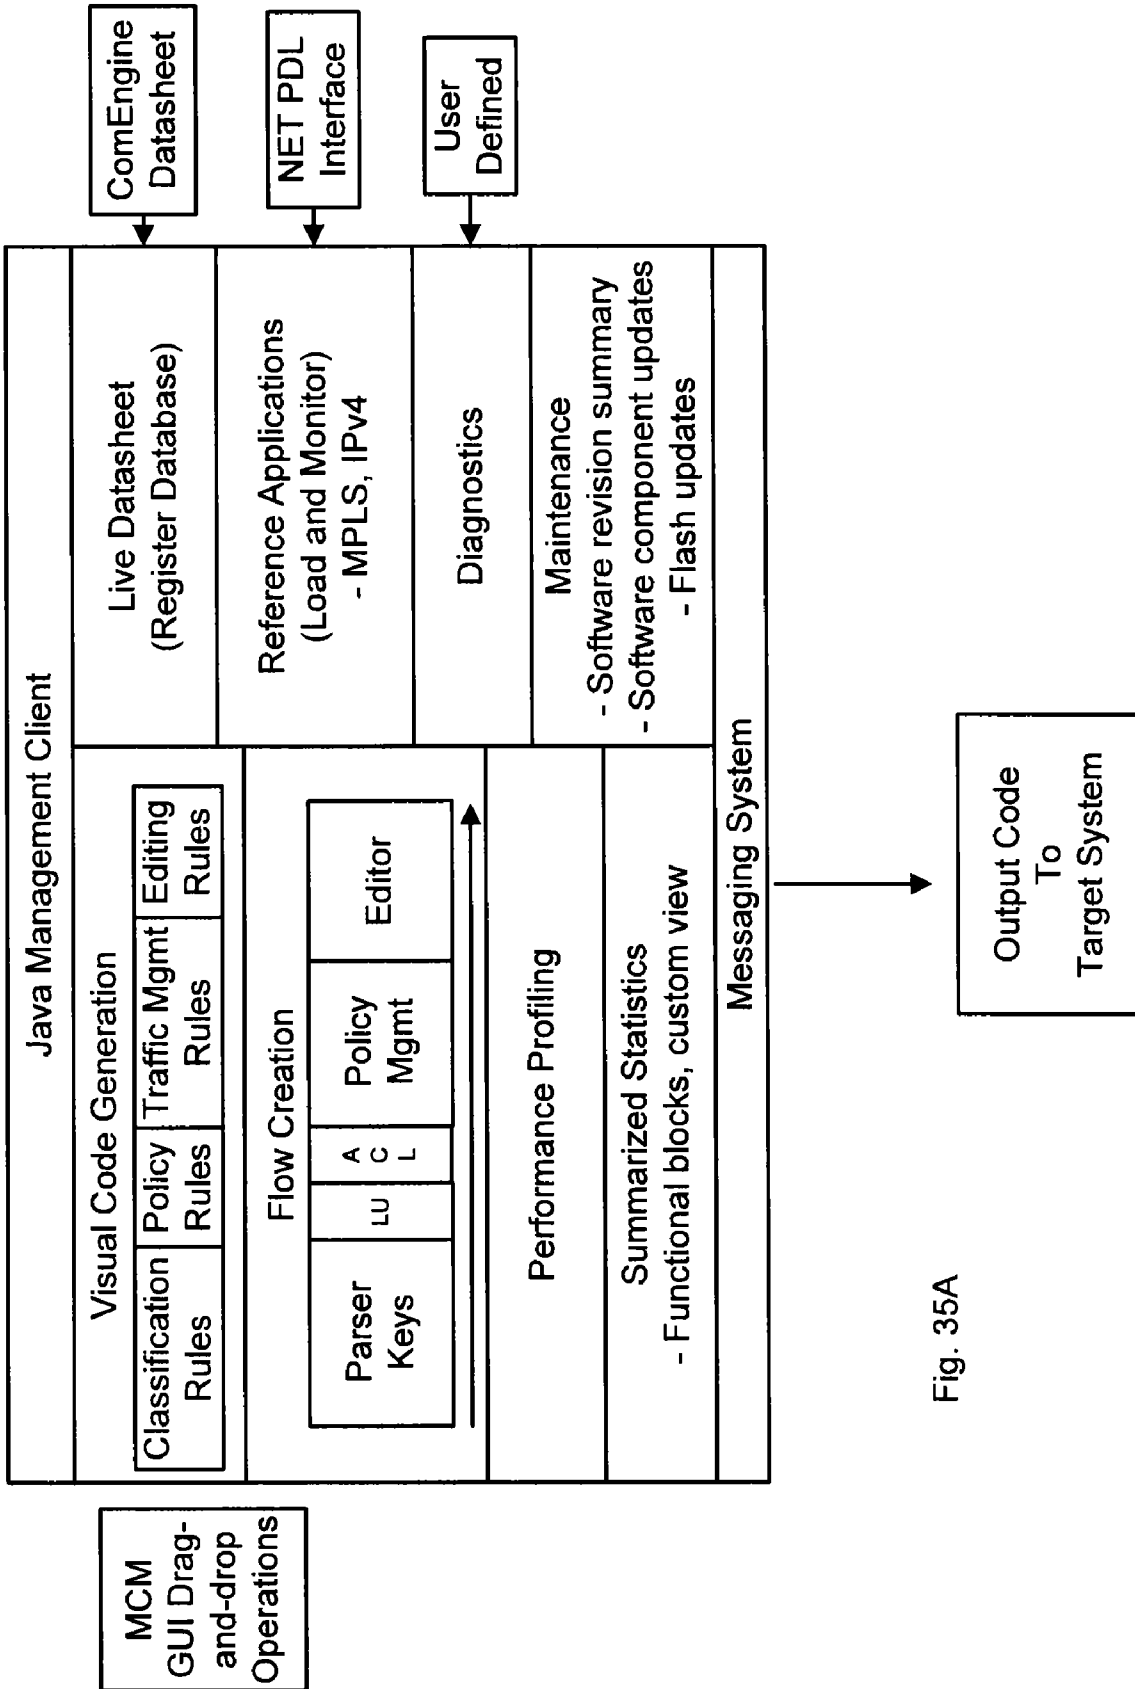 Java Management Client
MCM
GUI Drag-
and-drop
Operations
Visual Code Generation
Classification
Rules
Policy
Rules
Traffic Mgmt
Rules
Editing
Rules
Flow Creation
Parser
Keys
LU
A
C
L
Policy
Mgmt
Editor
Performance Profiling
Summarized Statistics
- Functional blocks, custom view
Live Datasheet
(Register Database)
Reference Applications
(Load and Monitor)
- MPLS, IPv4
Diagnostics
Maintenance
- Software revision summary
- Software component updates
- Flash updates
ComEngine
Datasheet
NET PDL
Interface
User
Defined
Messaging System
Output Code
To
Target System
Fig. 35A